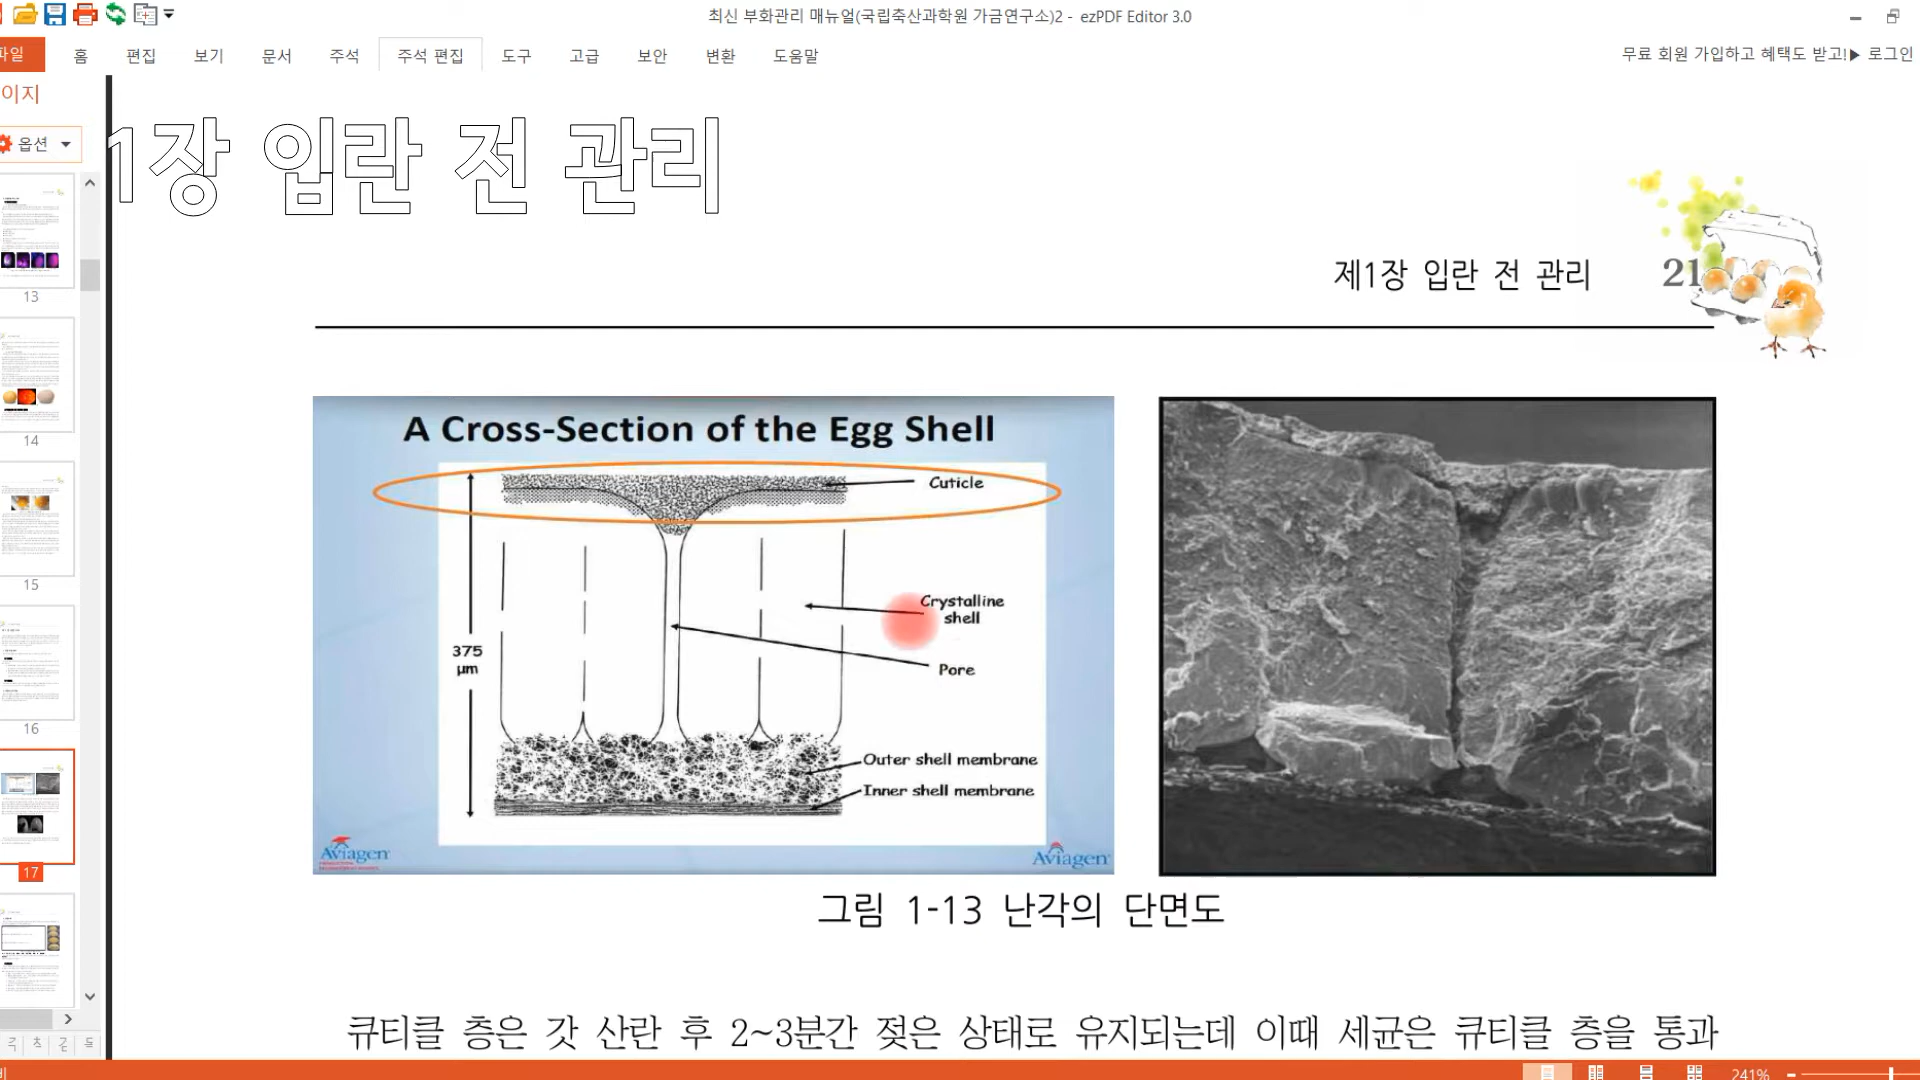 최신 부화관리 매뉴얼(국립축산과학원 가금연구소)2 - ezPDF Editor 3.0
파일 홈 편집 보기 문서 주석 주석 편집 도구 고급 보안 변환 도움말 무료 회원 가입하고 혜택도 받고!▶ 로그인
이지
옵션
13
14
15
16
17
1장 입란 전 관리
제1장 입란 전 관리 21
A Cross-Section of the Egg Shell
Cuticle
Crystalline
shell
375
µm
Pore
Outer shell membrane
Inner shell membrane
Aviagen
Aviagen
그림 1-13 난각의 단면도
큐티클 층은 갓 산란 후 2~3분간 젖은 상태로 유지되는데 이때 세균은 큐티클 층을 통과
241%